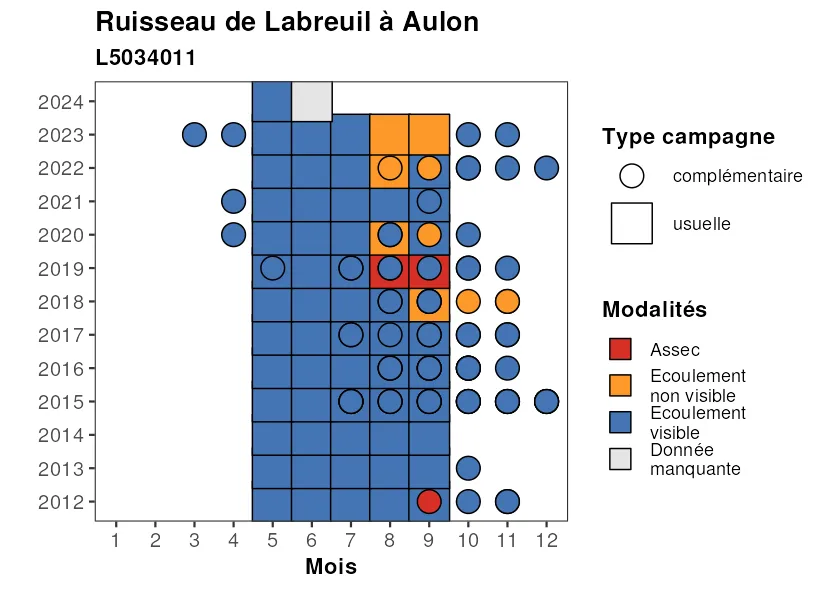 Ruisseau de Labreuil à Aulon
L5034011
2024
2023
2022
2021
2020
2019
2018
2017
2016
2015
2014
2013
2012
1 2 3 4 5 6 7 8 9 10 11 12
Mois
Type campagne
complémentaire
usuelle
Modalités
Assec
Ecoulement
non visible
Ecoulement
visible
Donnée
manquante